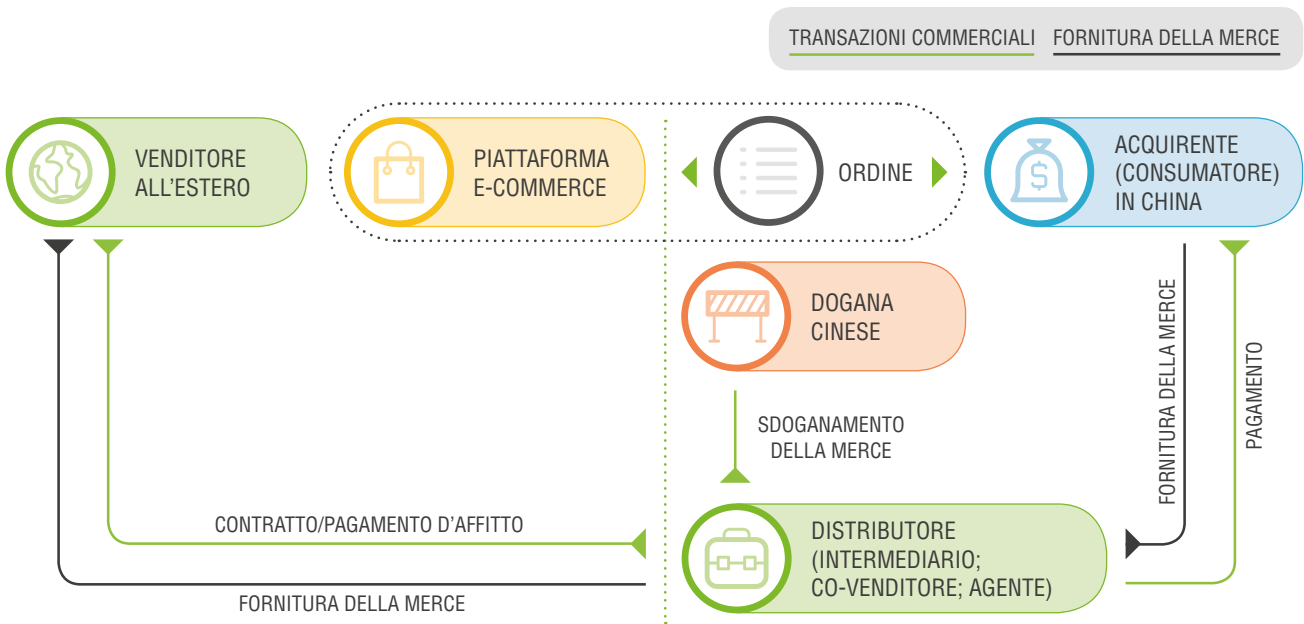 TRANSAZIONI COMMERCIALI
FORNITURA DELLA MERCE
VENDITORE
ALL'ESTERO
PIATTAFORMA
E-COMMERCE
ORDINE
ACQUIRENTE
(CONSUMATORE)
IN CHINA
DOGANA
CINESE
SDOGANAMENTO
DELLA MERCE
FORNITURA DELLA MERCE
PAGAMENTO
CONTRATTO/PAGAMENTO D'AFFITTO
DISTRIBUTORE
(INTERMEDIARIO;
CO-VENDITORE; AGENTE)
FORNITURA DELLA MERCE